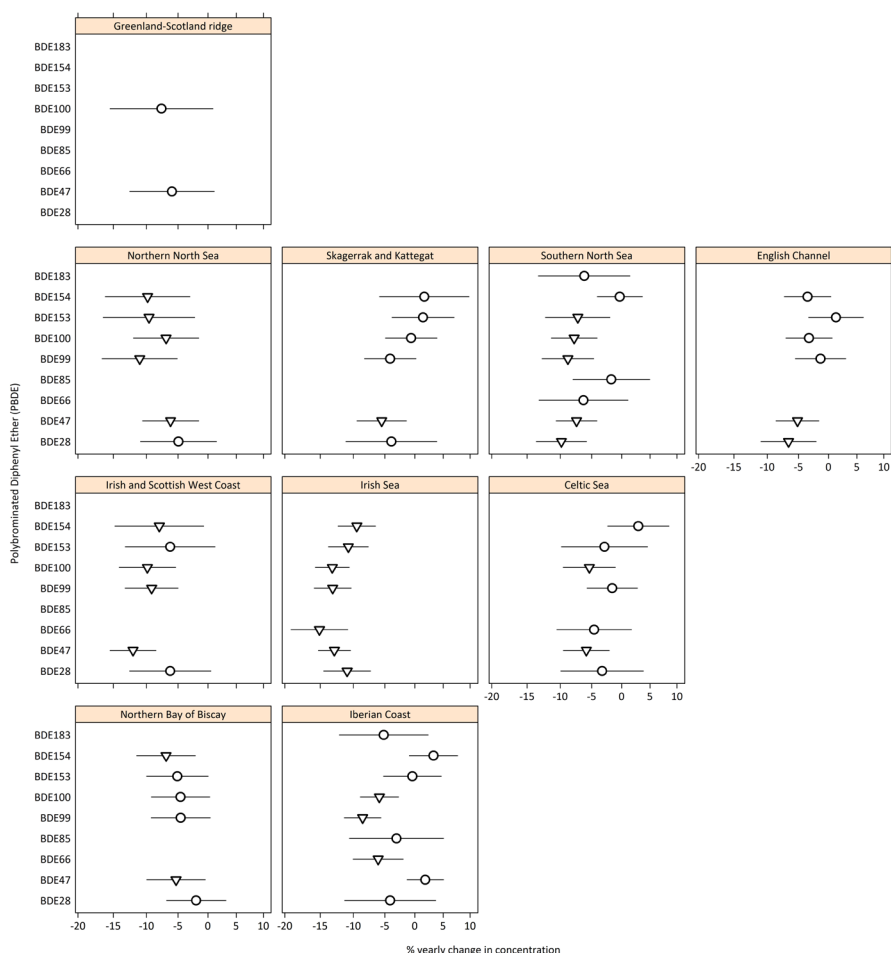 Greenland-Scotland ridge
BDE183
BDE154
BDE153
BDE100
BDE99
BDE85
BDE66
BDE47
BDE28
Northern North Sea Skagerrak and Kattegat Southern North Sea English Channel
BDE183
BDE154
BDE153
BDE100
BDE99
BDE85
BDE66
BDE47
BDE28
-20 -15 -10 -5 0 5 10
Polybrominated Diphenyl Ether (PBDE)
Irish and Scottish West Coast Irish Sea Celtic Sea
BDE183
BDE154
BDE153
BDE100
BDE99
BDE85
BDE66
BDE47
BDE28
-20 -15 -10 -5 0 5 10
Northern Bay of Biscay Iberian Coast
BDE183
BDE154
BDE153
BDE100
BDE99
BDE85
BDE66
BDE47
BDE28
-20 -15 -10 -5 0 5 10 -20 -15 -10 -5 0 5 10
% yearly change in concentration